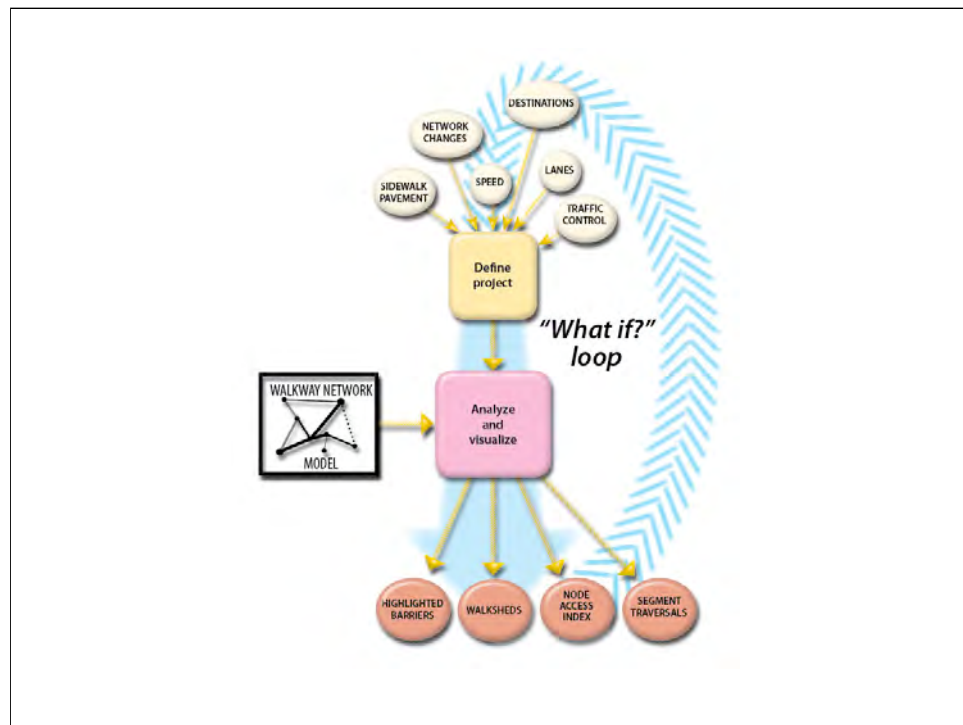 DESTINATIONS
NETWORK
CHANGES
SPEED
LANES
SIDEWALK
PAVEMENT
TRAFFIC
CONTROL
Define
project
“What if?”
loop
WALKWAY NETWORK
MODEL
Analyze
and
visualize
HIGHLIGHTED
BARRIERS
WALKSHEDS
NODE
ACCESS
INDEX
SEGMENT
TRAVERSALS